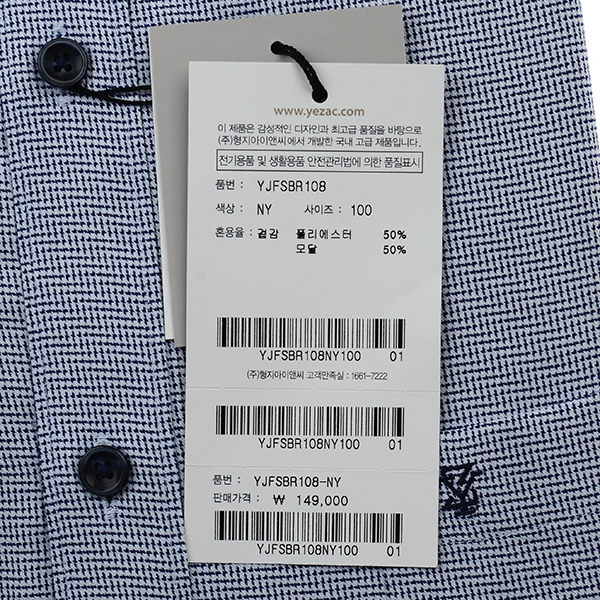 www.yezac.com
이 제품은 감성적인 디자인과 최고급 품질을 바탕으로
(주)형지아이앤씨에서 개발한 국내 고급 제품입니다.
전기용품 및 생활용품 안전관리법에 의한 품질표시
품번 : YJFSBR108
색상 : NY 사이즈 : 100
혼용율 : 겉감 폴리에스터 50%
모달 50%
YJFSBR108NY100 01
(주)형지아이앤씨 고객만족실 : 1661-7222
YJFSBR108NY100 01
품번 : YJFSBR108-NY
판매가격 : ₩ 149,000
YJFSBR108NY100 01